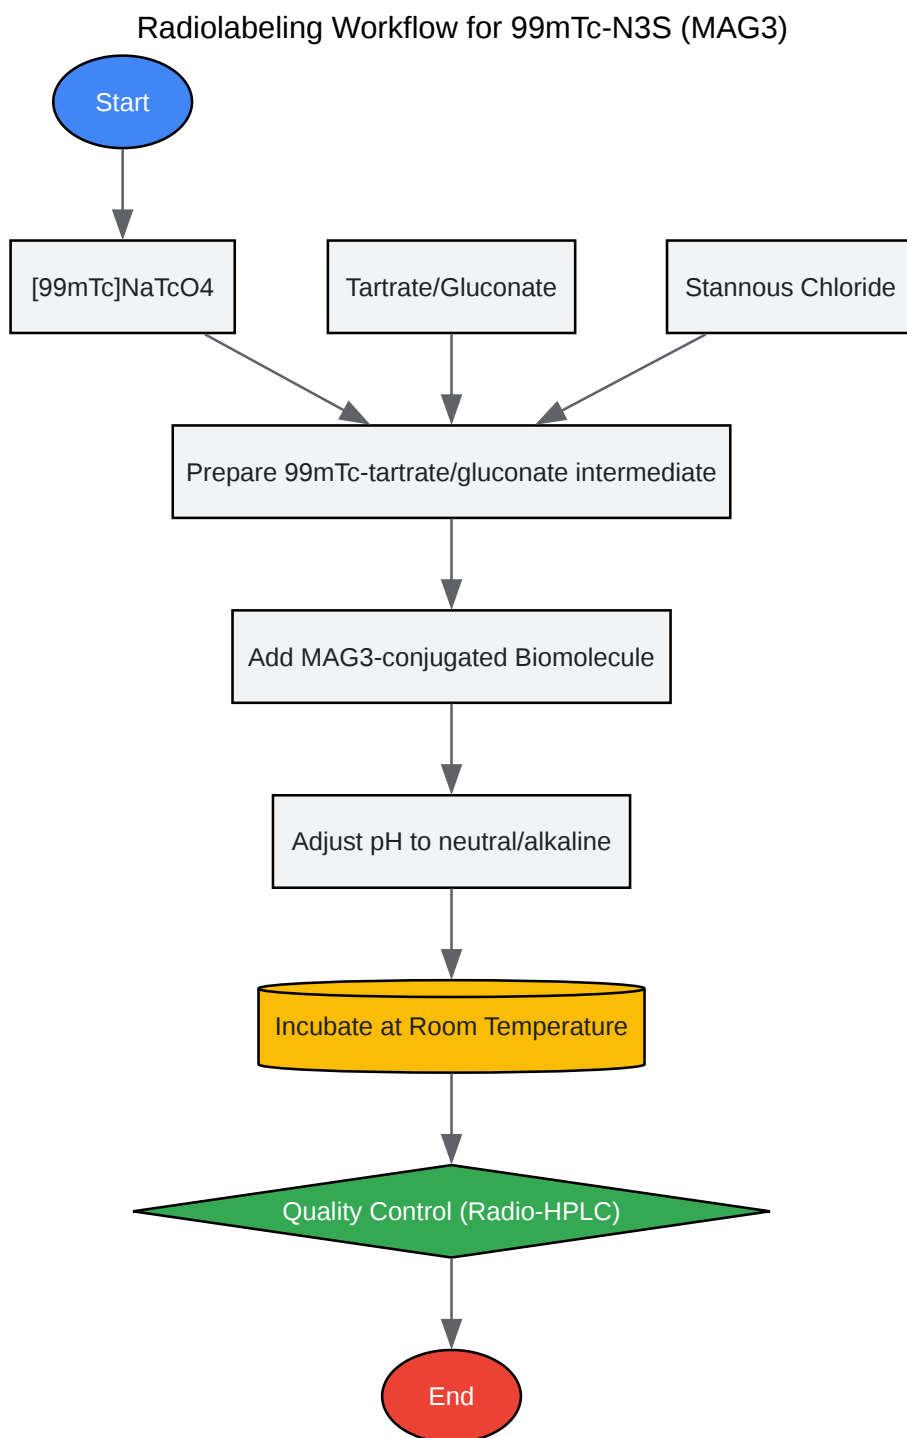 Radiolabeling Workflow for 99mTc-N3S (MAG3)
Start
[99mTc]NaTcO4
Tartrate/Gluconate
Stannous Chloride
Prepare 99mTc-tartrate/gluconate intermediate
Add MAG3-conjugated Biomolecule
Adjust pH to neutral/alkaline
Incubate at Room Temperature
Quality Control (Radio-HPLC)
End